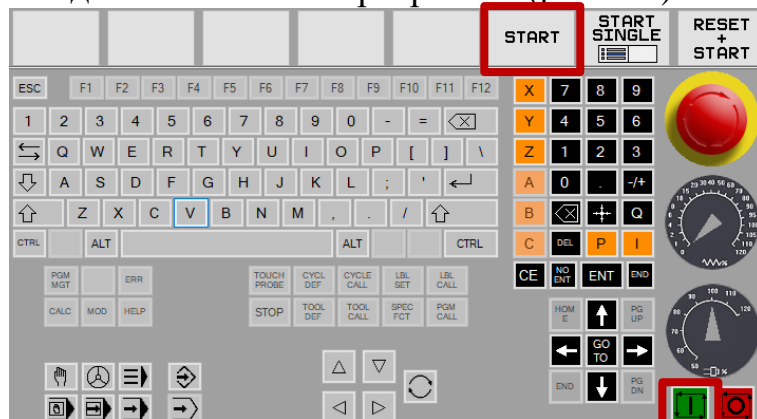 START START SINGLE RESET + START
ESC F1 F2 F3 F4 F5 F6 F7 F8 F9 F10 F11 F12 X 7 8 9
1 2 3 4 5 6 7 8 9 0 - = Y 4 5 6
Q W E R T Y U I O P [ ] \ Z 1 2 3
A S D F G H J K L ; ' A 0 . -/+
Z X C V B N M , . / B Q
CTRL ALT ALT CTRL C DEL P I
PGM MGT ERR TOUCH PROBE CYCL DEF CYCLE CALL LBL SET LBL CALL CE NO ENT ENT END
CALC MOD HELP STOP TOOL DEF TOOL CALL SPEC FCT PGM CALL HOME PG UP
GO TO
END PG DN